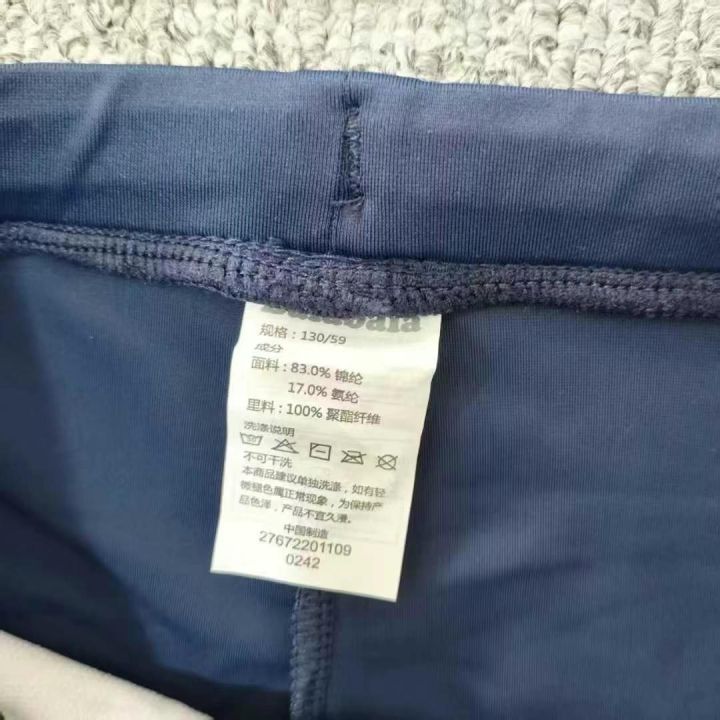 balabala
规格：130/59
成分
面料：83.0% 锦纶
17.0% 氨纶
里料：100% 聚酯纤维
洗涤说明
不可干洗
本商品建议单独洗涤，如有轻
微褪色属正常现象，为保持产
品色泽，产品不宜久浸。
中国制造
27672201109
0242